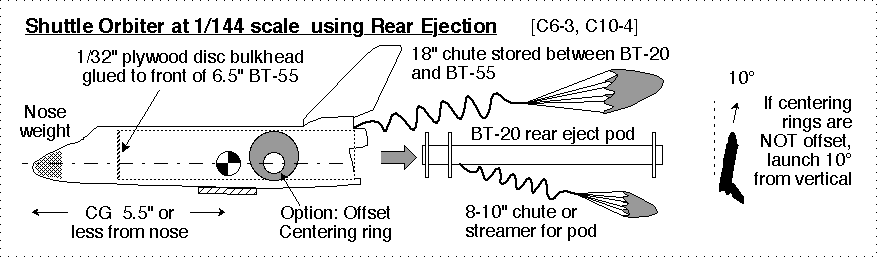 Shuttle Orbiter at 1/144 scale using Rear Ejection [C6-3, C10-4]
1/32" plywood disc bulkhead
glued to front of 6.5" BT-55
18" chute stored between BT-20
and BT-55
Nose
weight
BT-20 rear eject pod
10°
If centering
rings are
NOT offset,
launch 10°
from vertical
CG 5.5" or
less from nose
Option: Offset
Centering ring
8-10" chute or
streamer for pod